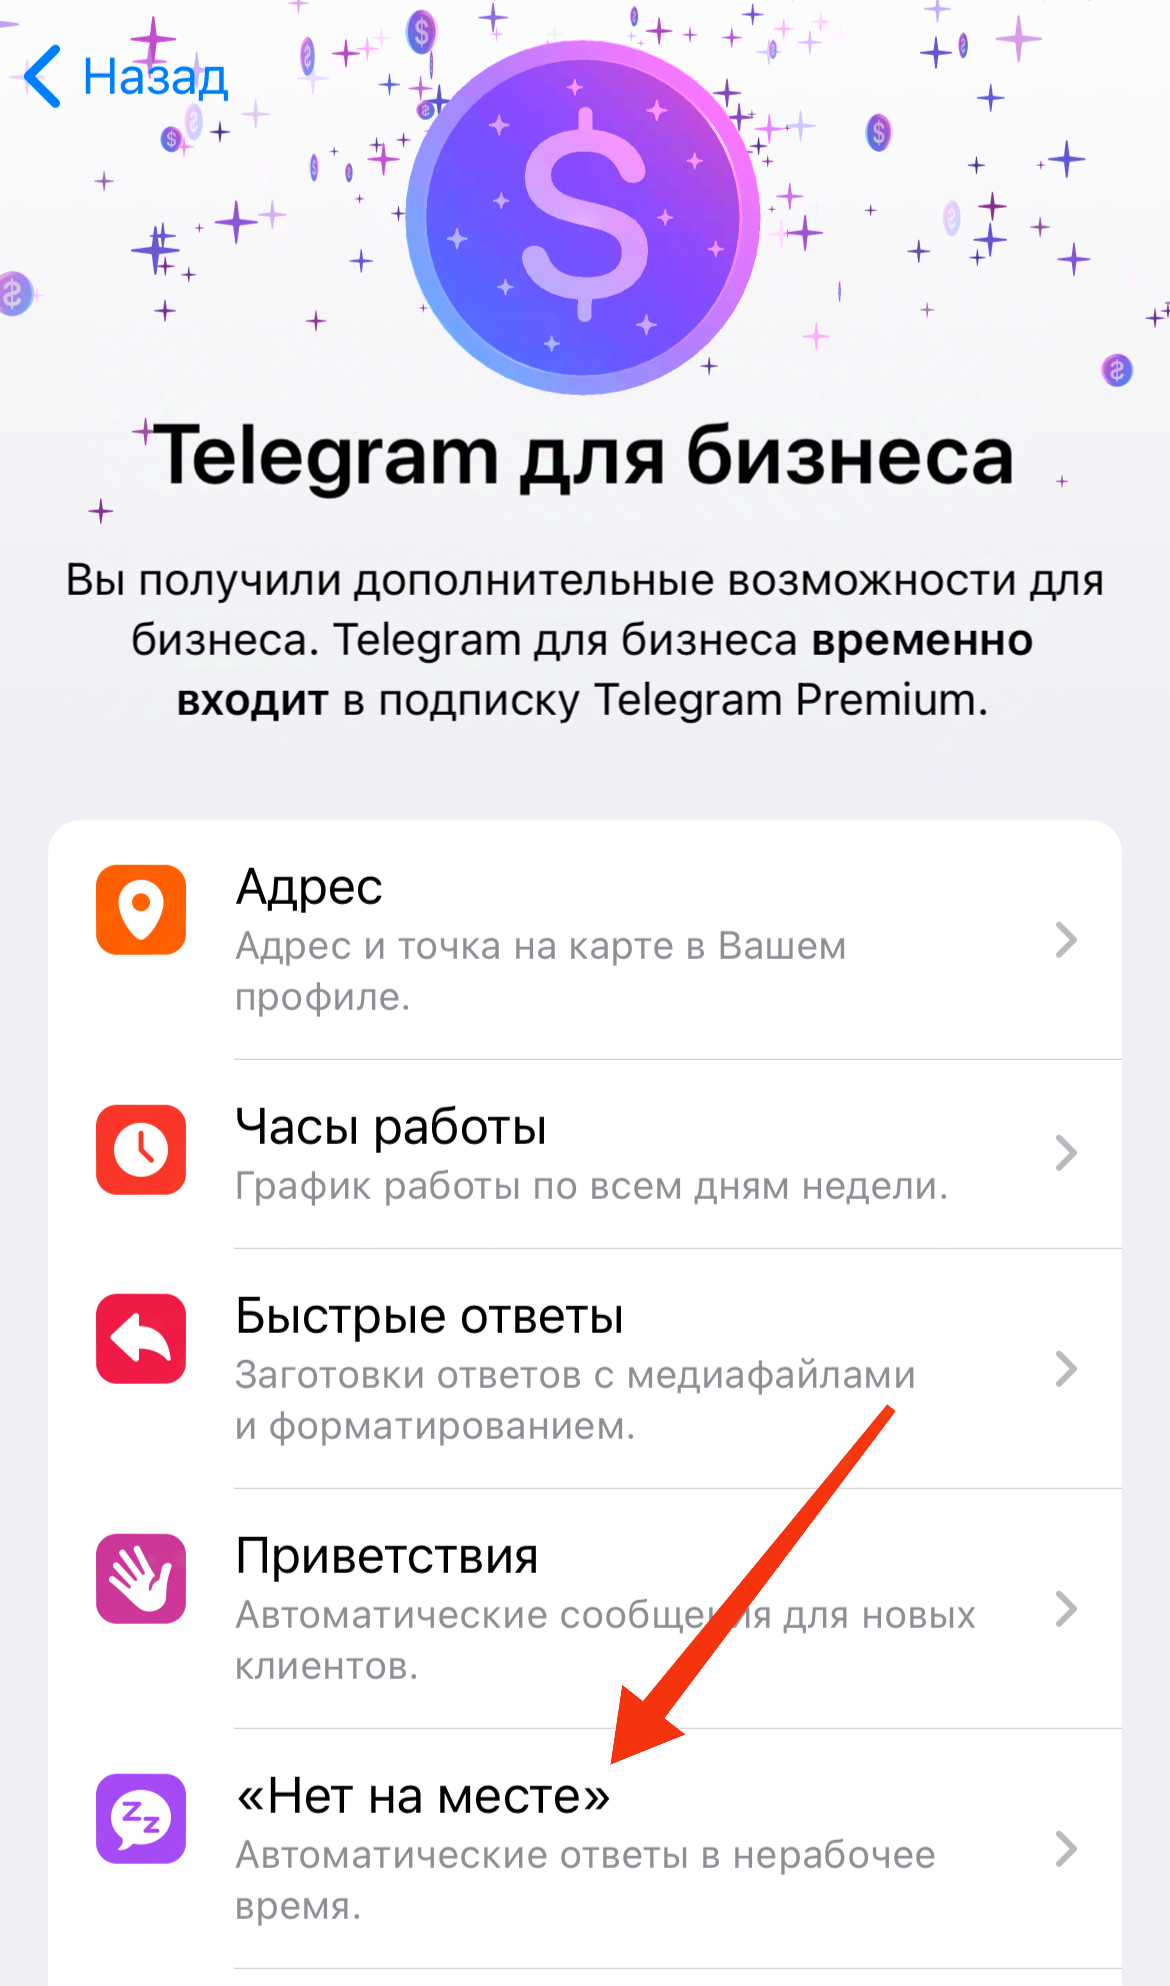 Назад
Telegram для бизнеса
Вы получили дополнительные возможности для
бизнеса. Telegram для бизнеса временно
входит в подписку Telegram Premium.
Адрес
Адрес и точка на карте в Вашем
профиле.
Часы работы
График работы по всем дням недели.
Быстрые ответы
Заготовки ответов с медиафайлами
и форматированием.
Приветствия
Автоматические сообщения для новых
клиентов.
«Нет на месте»
Автоматические ответы в нерабочее
время.